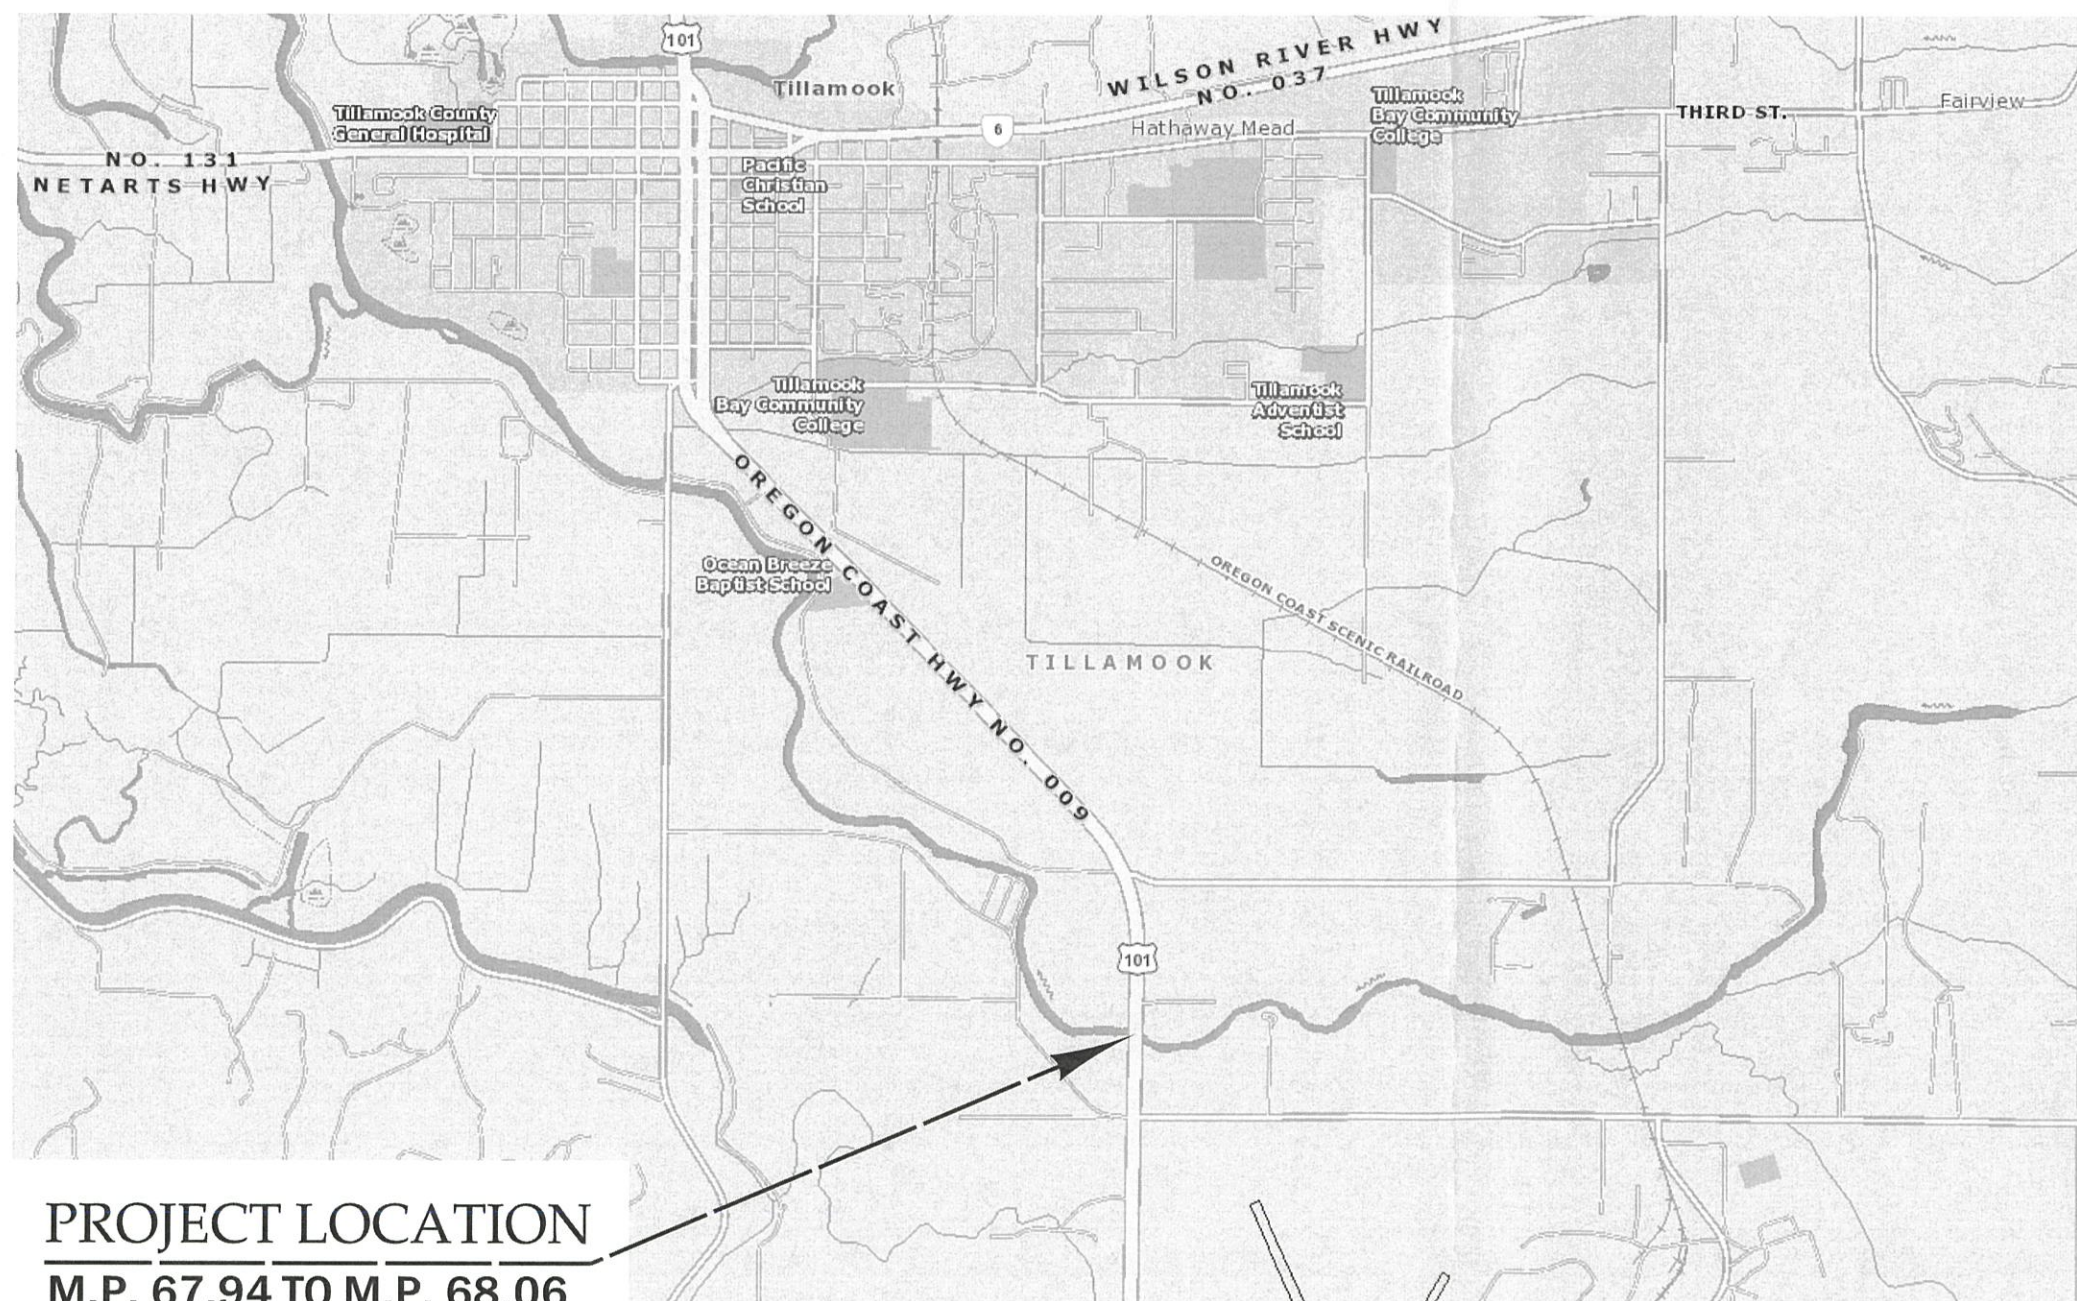 101
WILSON RIVER HWY
NO. 037
Tillamook
Tillamook County
General Hospital
Tillamook
Bay Community
College
THIRD ST.
Fairview
6
Hathaway Mead
NO. 131
NETARTS HWY
Pacific
Christian
School
Tillamook
Bay Community
College
Tillamook
Adventist
School
OREGON COAST HWY NO. 009
Ocean Breeze
Baptist School
OREGON COAST SCENIC RAILROAD
TILLAMOOK
101
PROJECT LOCATION
M.P. 67.94 TO M.P. 68.06